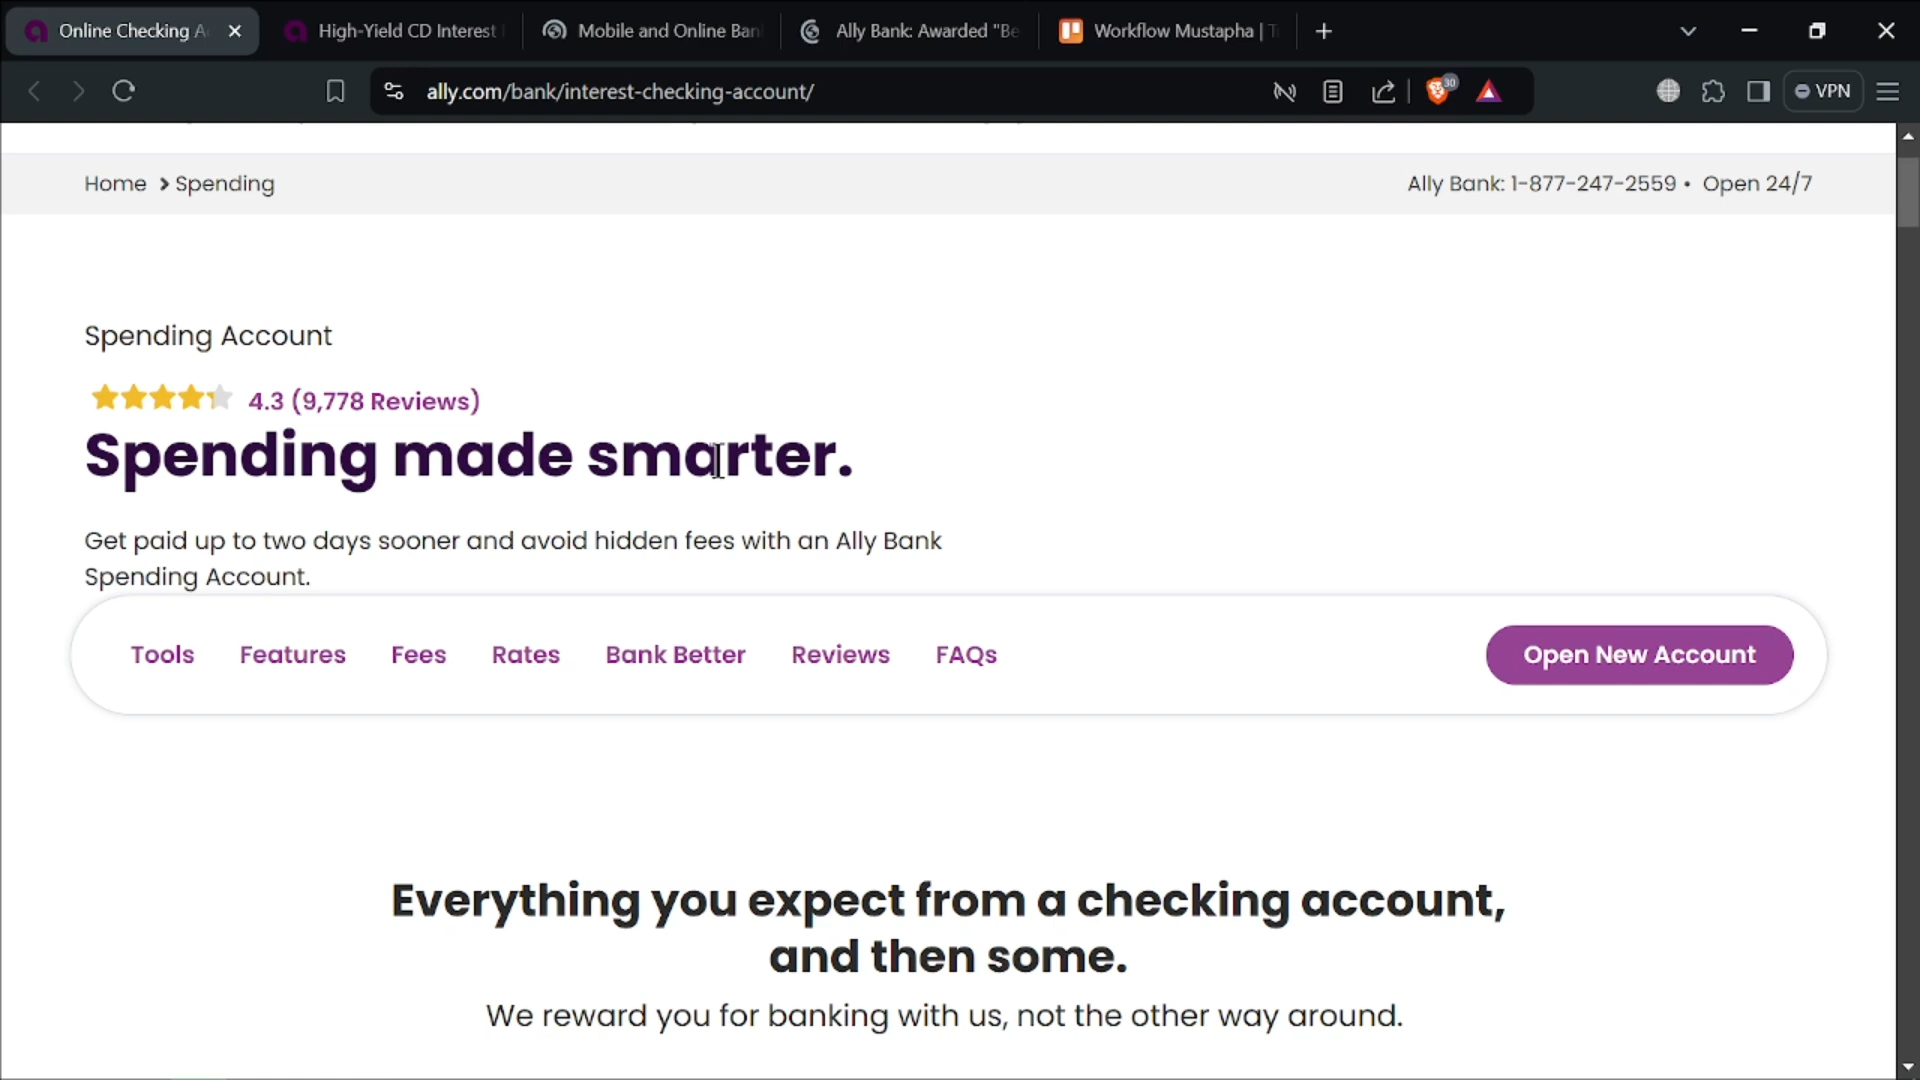 Online Checking A
High-Yield CD Interest
Mobile and Online Ban
Ally Bank: Awarded "Be
Workflow Mustapha | T
ally.com/bank/interest-checking-account/
30
VPN
Home > Spending
Ally Bank: 1-877-247-2559 • Open 24/7
Spending Account
4.3 (9,778 Reviews)
Spending made smarter.
Get paid up to two days sooner and avoid hidden fees with an Ally Bank
Spending Account.
Tools Features Fees Rates Bank Better Reviews FAQs
Open New Account
Everything you expect from a checking account,
and then some.
We reward you for banking with us, not the other way around.